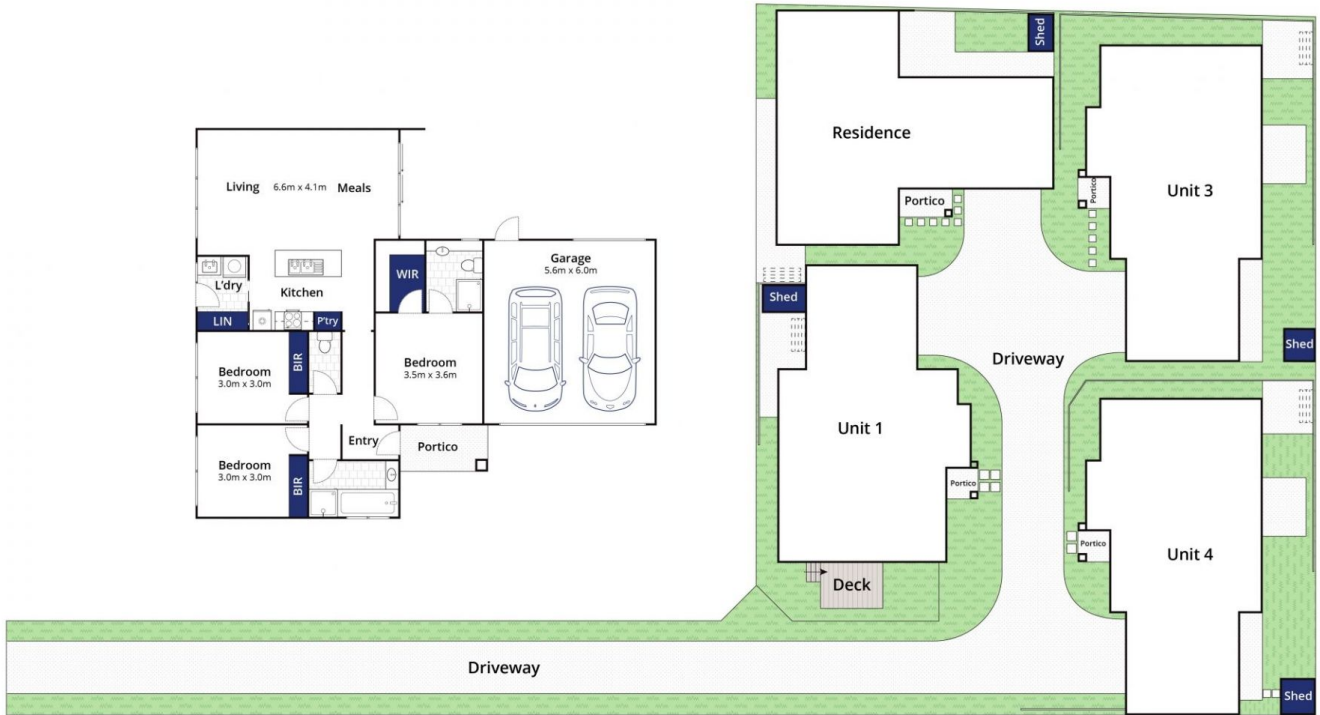 Living 6.6m x 4.1m Meals
Garage
5.6m x 6.0m
WIR
L'dry
Kitchen
LIN
P'try
Bedroom
3.0m x 3.0m
BIR
Bedroom
3.5m x 3.6m
Entry
Portico
Bedroom
3.0m x 3.0m
BIR
Shed
Residence
Portico
Unit 3
Portico
Shed
Shed
Driveway
Unit 1
Portico
Deck
Unit 4
Portico
Driveway
Shed